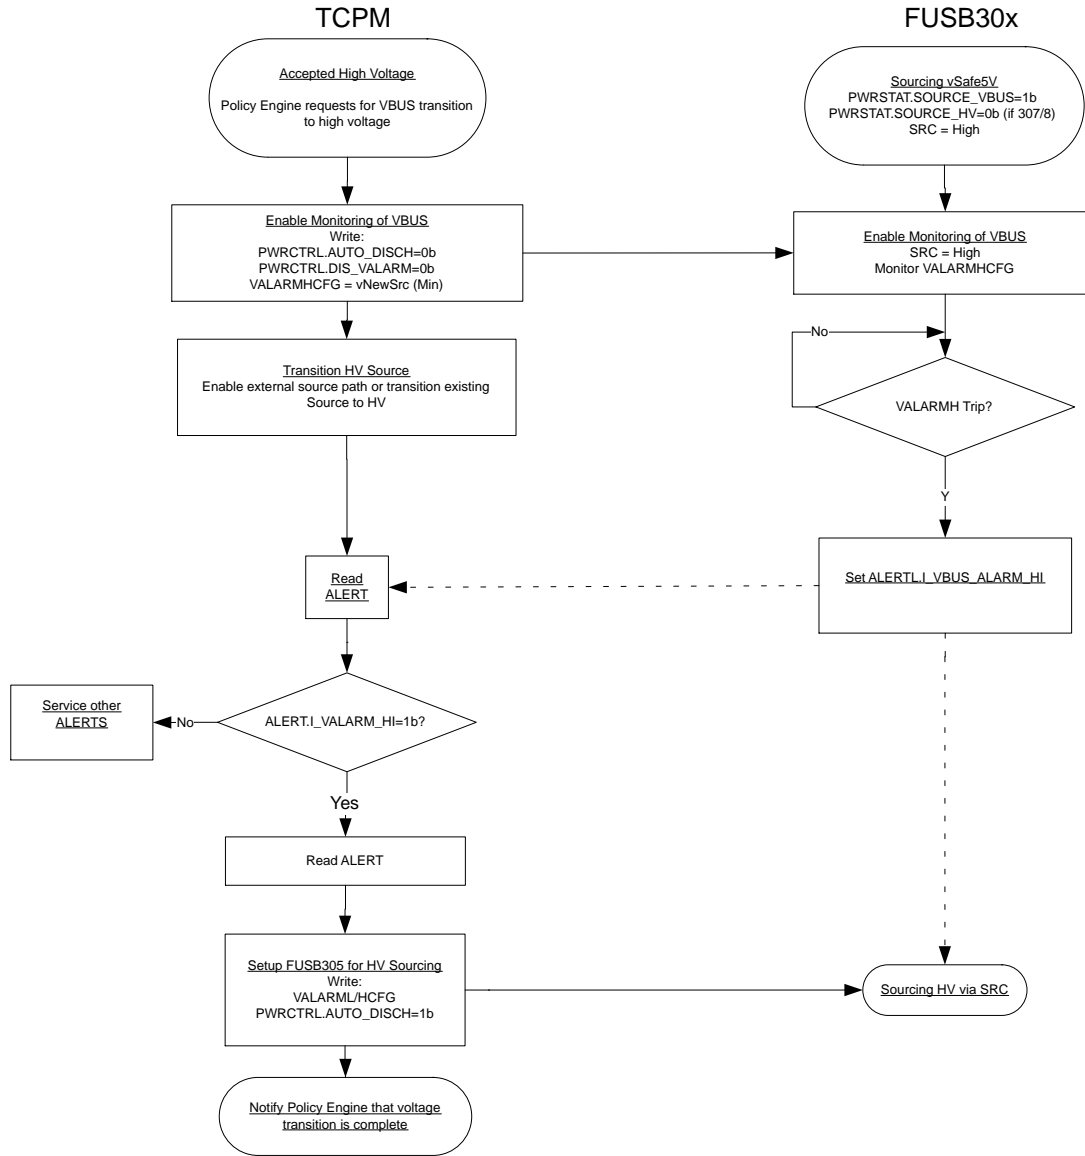 TCPM
FUSB30x
Accepted High Voltage
Policy Engine requests for VBUS transition
to high voltage
Sourcing vSafe5V
PWRSTAT.SOURCE_VBUS=1b
PWRSTAT.SOURCE_HV=0b (if 307/8)
SRC = High
Enable Monitoring of VBUS
Write:
PWRCTRL.AUTO_DISCH=0b
PWRCTRL.DIS_VALARM=0b
VALARMHCFG = vNewSrc (Min)
Enable Monitoring of VBUS
SRC = High
Monitor VALARMHCFG
No
Transition HV Source
Enable external source path or transition existing
Source to HV
VALARMH Trip?
Y
Read
ALERT
Set ALERTL.I_VBUS_ALARM_HI
Service other
ALERTS
No
ALERT.I_VALARM_HI=1b?
Yes
Read ALERT
Setup FUSB305 for HV Sourcing
Write:
VALARML/HCFG
PWRCTRL.AUTO_DISCH=1b
Sourcing HV via SRC
Notify Policy Engine that voltage
transition is complete